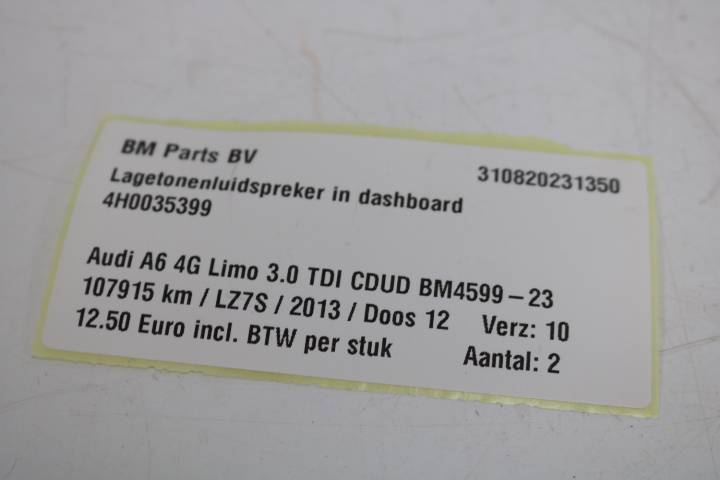 BM Parts BV 310820231350
Lagetonenluidspreker in dashboard
4H0035399
Audi A6 4G Limo 3.0 TDI CDUD BM4599-23
107915 km / LZ7S / 2013 / Doos 12 Verz: 10
12.50 Euro incl. BTW per stuk Aantal: 2